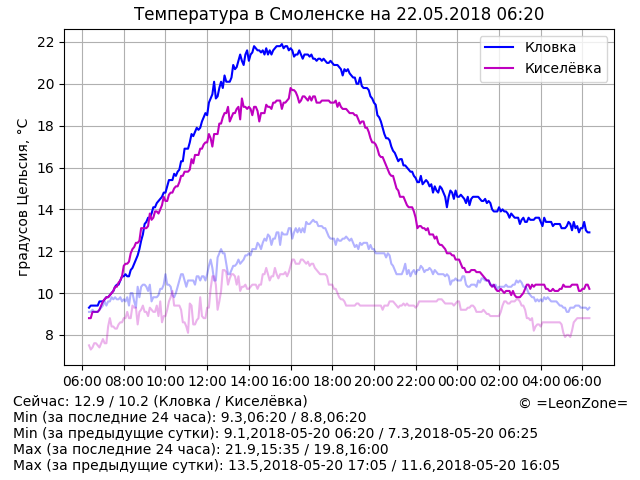 Температура в Смоленске на 22.05.2018 06:20
градусов Цельсия, °C
22
20
18
16
14
12
10
8
Кловка
Киселёвка
06:00 08:00 10:00 12:00 14:00 16:00 18:00 20:00 22:00 00:00 02:00 04:00 06:00
Сейчас: 12.9 / 10.2 (Кловка / Киселёвка)
© =LeonZone=
Min (за последние 24 часа): 9.3,06:20 / 8.8,06:20
Min (за предыдущие сутки): 9.1,2018-05-20 06:20 / 7.3,2018-05-20 06:25
Max (за последние 24 часа): 21.9,15:35 / 19.8,16:00
Max (за предыдущие сутки): 13.5,2018-05-20 17:05 / 11.6,2018-05-20 16:05